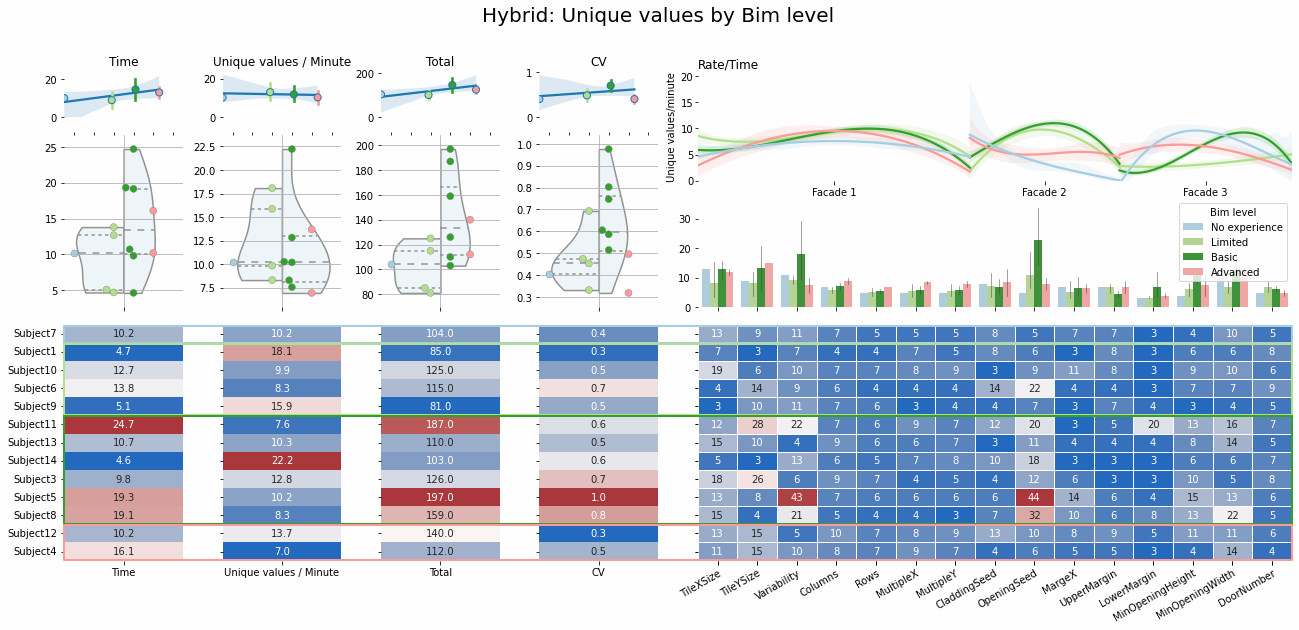 Hybrid: Unique values by Bim level
Time
Unique values / Minute
Total
CV
Rate/Time
20
0
20
0
200
0
1
0
Unique values/minute
20
15
10
5
0
Facade 1
Facade 2
Facade 3
25
20
15
10
5
22.5
20.0
17.5
15.0
12.5
10.0
7.5
200
180
160
140
120
100
80
1.0
0.9
0.8
0.7
0.6
0.5
0.4
0.3
30
20
10
0
Bim level
No experience
Limited
Basic
Advanced
Subject7 10.2 10.2 104.0 0.4 13 9 11 7 5 5 5 8 5 7 7 3 4 10 5
Subject1 4.7 18.1 85.0 0.3 7 3 7 4 4 7 5 8 6 3 8 3 6 6 8
Subject10 12.7 9.9 125.0 0.5 19 6 10 7 7 8 9 3 9 11 8 3 9 10 6
Subject6 13.8 8.3 115.0 0.7 4 14 9 6 4 4 4 14 22 4 4 3 7 7 9
Subject9 5.1 15.9 81.0 0.5 3 10 11 7 6 3 4 4 7 3 7 4 3 4 5
Subject11 24.7 7.6 187.0 0.6 12 28 22 7 6 9 7 12 20 3 5 20 13 16 7
Subject13 10.7 10.3 110.0 0.5 15 10 4 9 6 6 7 3 11 4 4 4 8 14 5
Subject14 4.6 22.2 103.0 0.6 5 3 13 6 5 7 8 10 18 3 3 3 6 6 7
Subject3 9.8 12.8 126.0 0.7 18 26 6 9 7 4 5 4 12 6 3 3 10 5 8
Subject5 19.3 10.2 197.0 1.0 13 8 43 7 6 6 6 6 44 14 6 4 15 13 6
Subject8 19.1 8.3 159.0 0.8 15 4 21 5 4 4 3 7 32 10 6 8 13 22 5
Subject12 10.2 13.7 140.0 0.3 13 15 5 10 7 8 9 13 10 8 9 5 11 11 6
Subject4 16.1 7.0 112.0 0.5 11 15 10 8 7 9 7 4 6 5 5 3 4 14 4
Time
Unique values / Minute
Total
CV
TileXSize
TileYSize
Variability
Columns
Rows
MultipleX
MultipleY
CladdingSeed
OpeningSeed
MargeX
UpperMargin
LowerMargin
MinOpeningHeight
MinOpeningWidth
DoorNumber